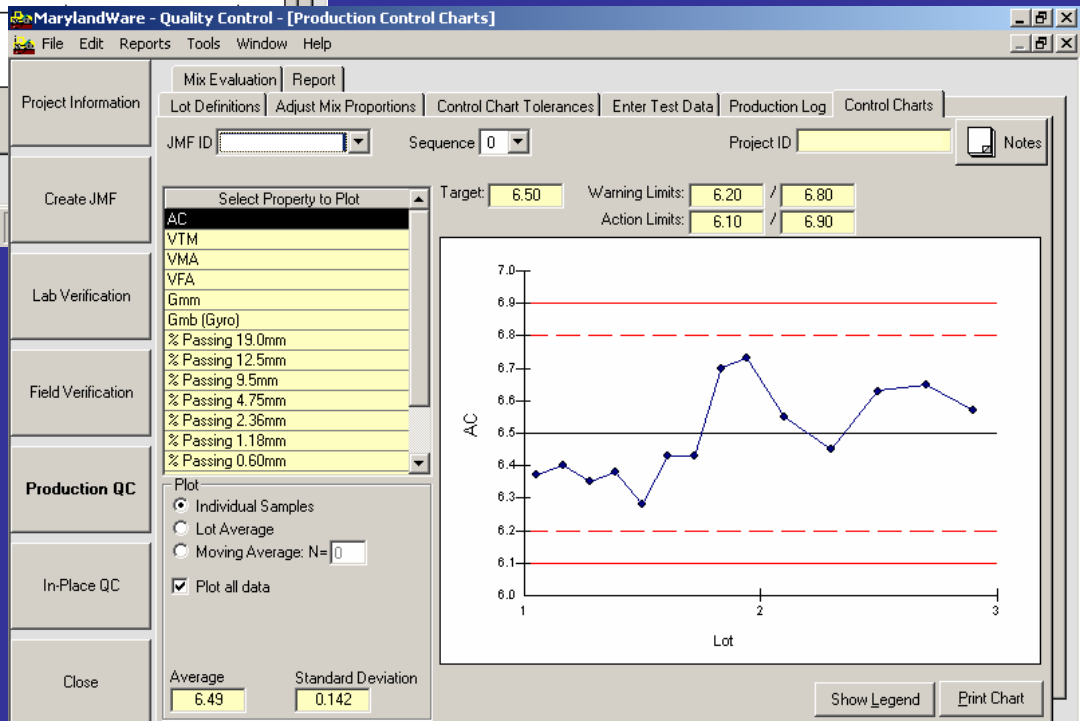 MarylandWare - Quality Control - [Production Control Charts]
File Edit Reports Tools Window Help
Project Information
Create JMF
Lab Verification
Field Verification
Production QC
In-Place QC
Close
Mix Evaluation Report
Lot Definitions Adjust Mix Proportions Control Chart Tolerances Enter Test Data Production Log Control Charts
JMF ID Sequence 0 Project ID Notes
Select Property to Plot
AC
VTM
VMA
VFA
Gmm
Gmb (Gyro)
% Passing 19.0mm
% Passing 12.5mm
% Passing 9.5mm
% Passing 4.75mm
% Passing 2.36mm
% Passing 1.18mm
% Passing 0.60mm
Plot
Individual Samples
Lot Average
Moving Average: N= 0
Plot all data
Average Standard Deviation
6.49 0.142
Target: 6.50 Warning Limits: 6.20 / 6.80
Action Limits: 6.10 / 6.90
7.0
6.9
6.8
6.7
6.6
6.5
6.4
6.3
6.2
6.1
6.0
AC
1 2 3
Lot
Show Legend Print Chart